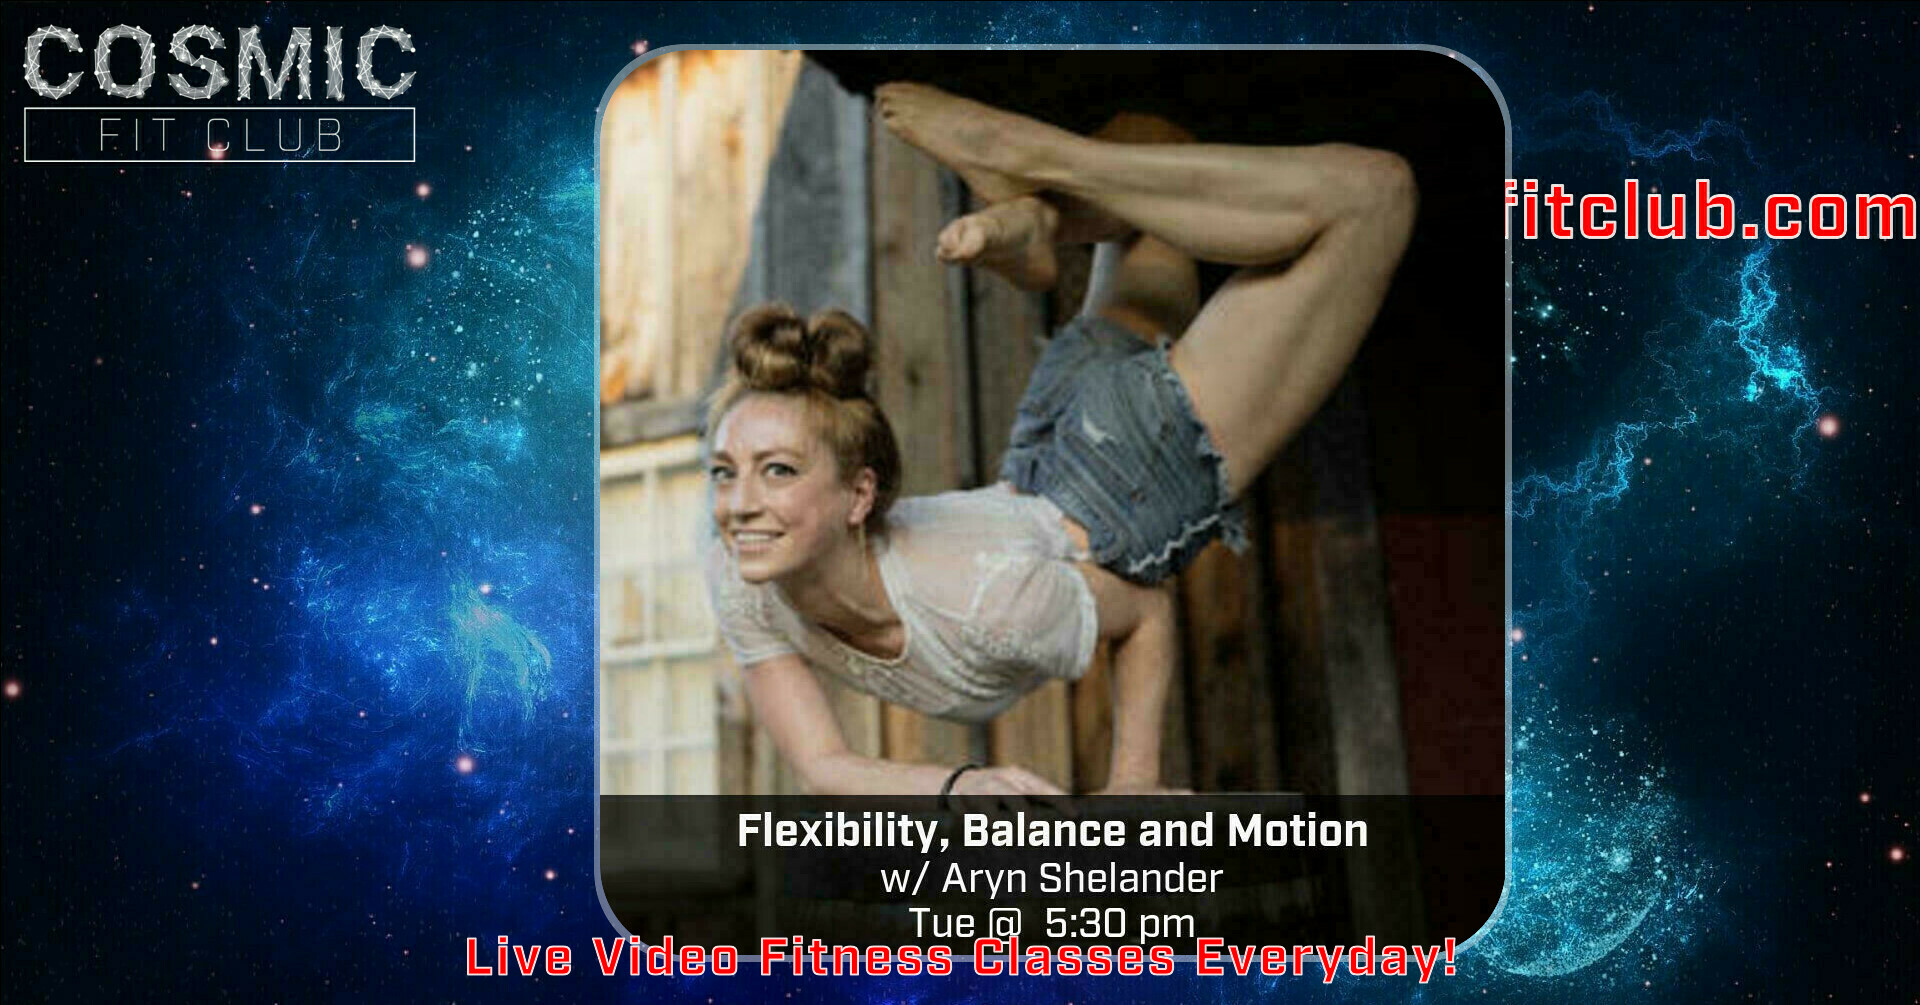 COSMIC
FIT CLUB
fitclub.com
Flexibility, Balance and Motion
w/ Aryn Shelander
Tue @ 5:30 pm
Live Video Fitness Classes Everyday!